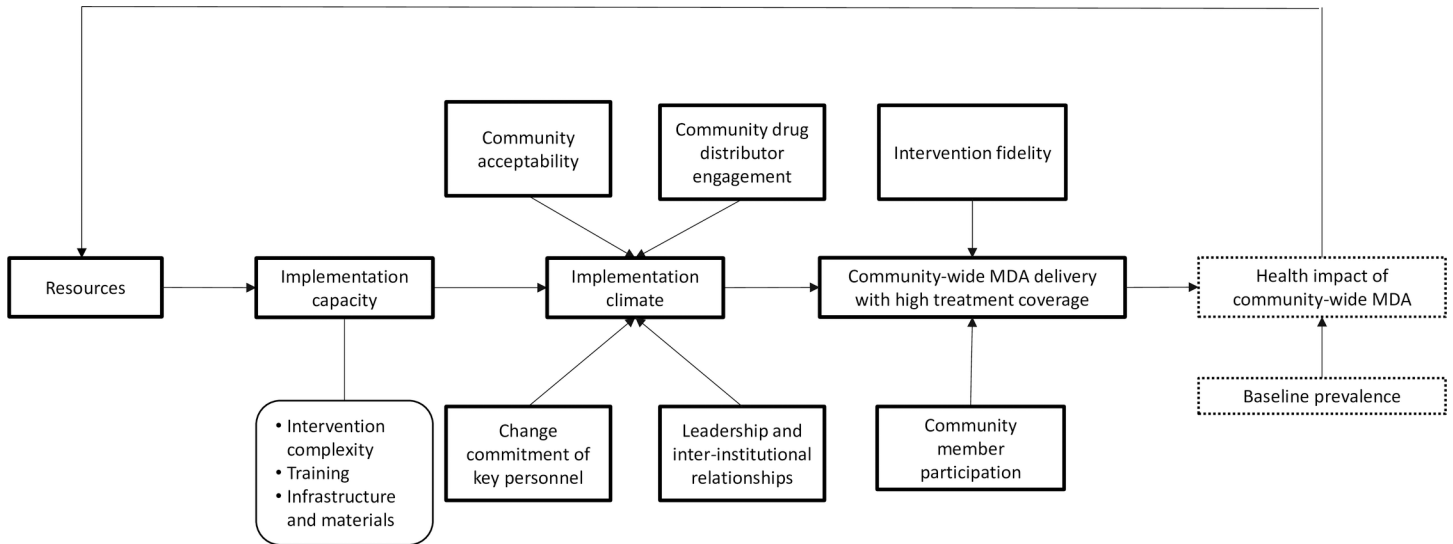 Community
acceptability
Community drug
distributor
engagement
Intervention fidelity
Resources
Implementation
capacity
Implementation
climate
Community-wide MDA delivery
with high treatment coverage
Health impact of
community-wide MDA
Baseline prevalence
• Intervention
complexity
• Training
• Infrastructure
and materials
Change
commitment of
key personnel
Leadership and
inter-institutional
relationships
Community
member
participation